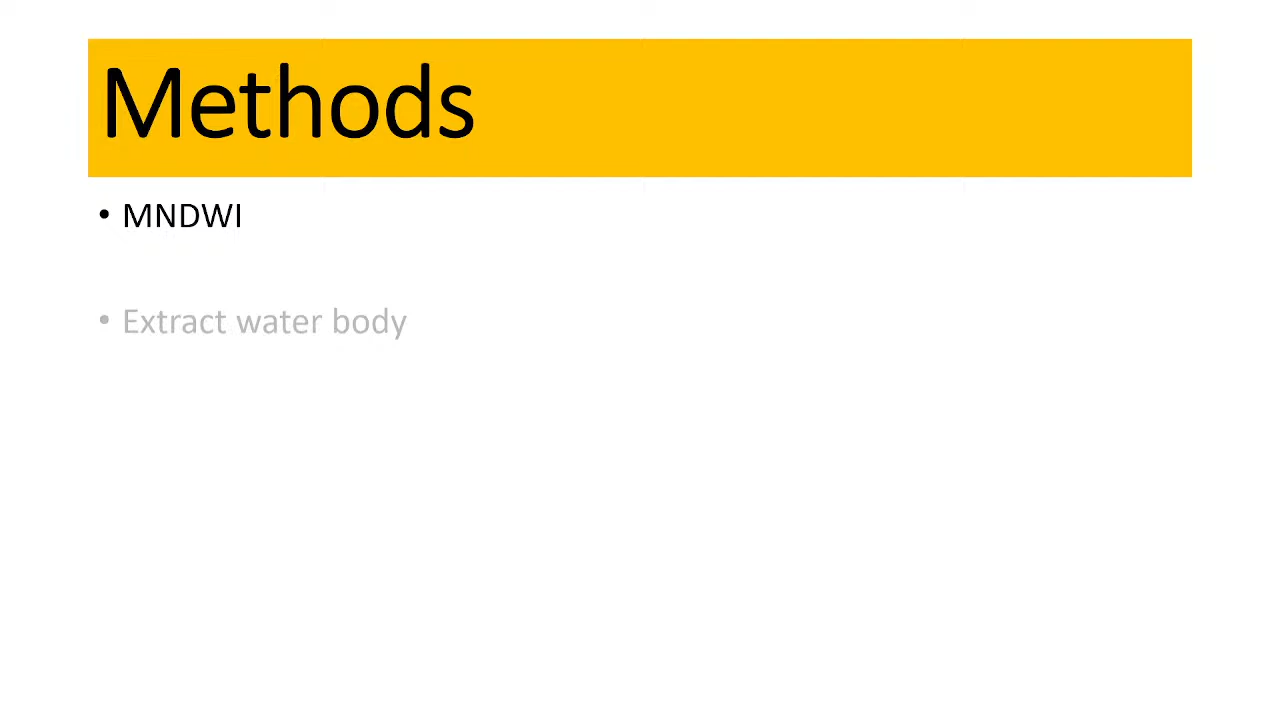 Methods
• MNDWI
• Extract water body